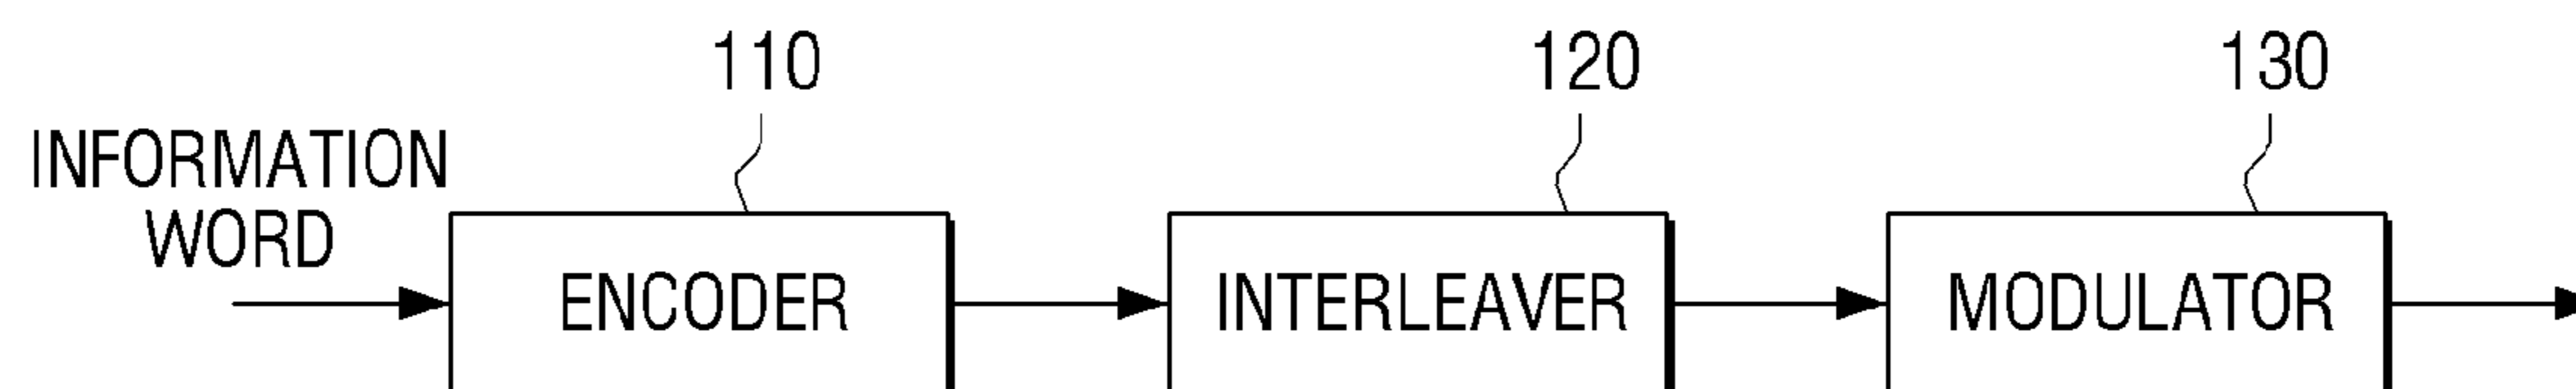 110
120
130
INFORMATION
WORD
ENCODER
INTERLEAVER
MODULATOR